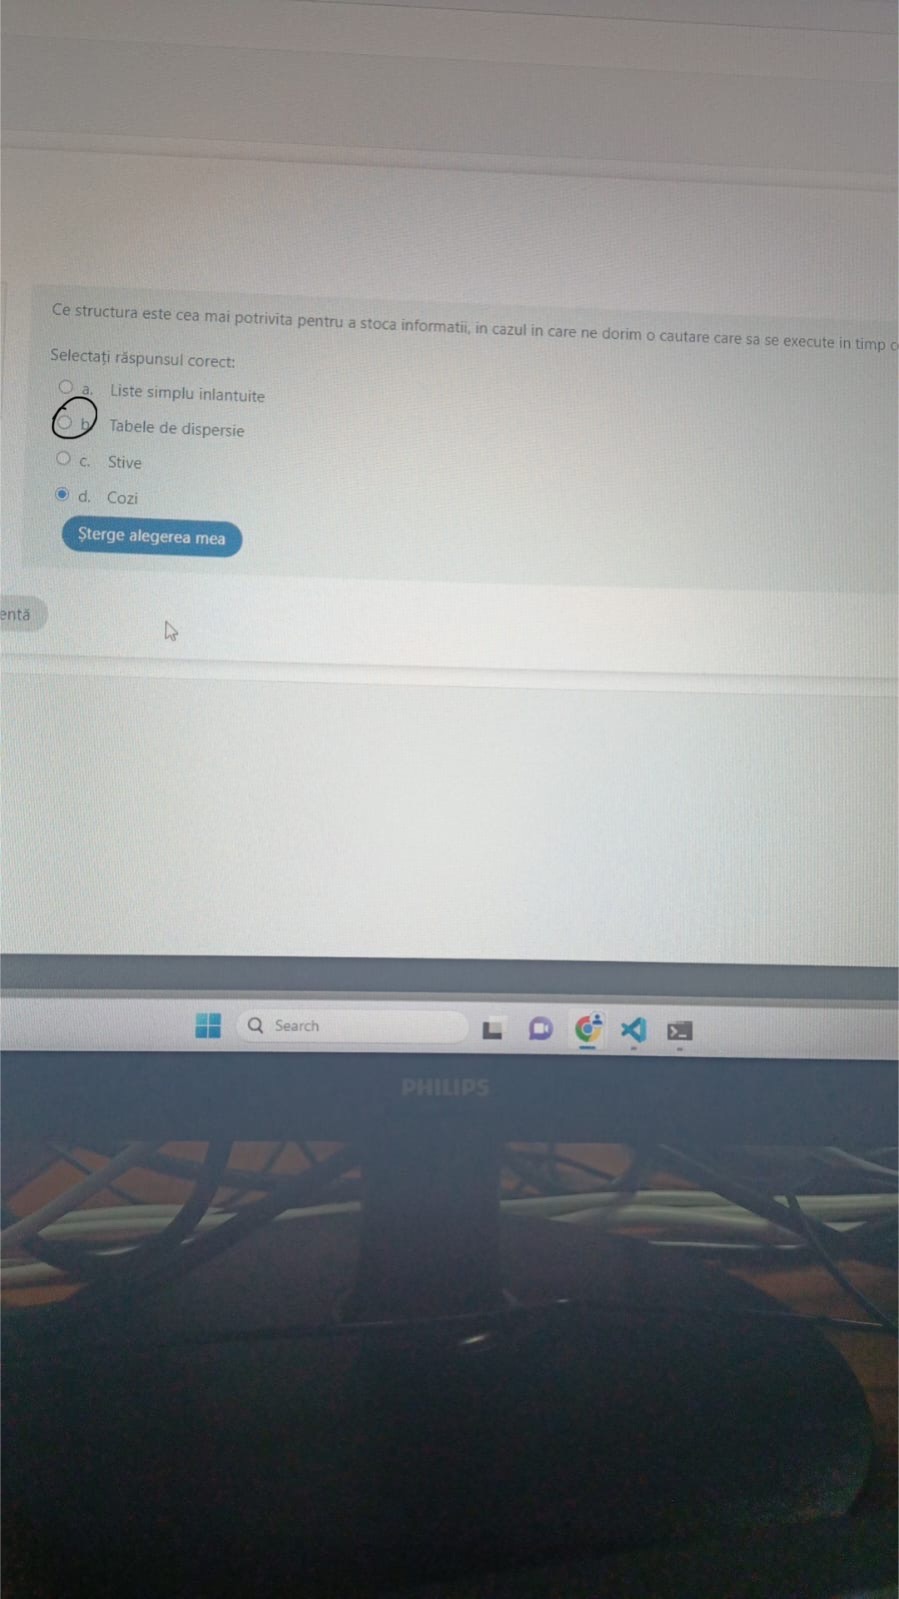 Ce structura este cea mai potrivita pentru a stoca informatii, in cazul in care ne dorim o cautare care sa se execute in timp c
Selectați răspunsul corect:
a. Liste simplu inlantuite
b. Tabele de dispersie
c. Stive
d. Cozi
Șterge alegerea mea
entă
Search
PHILIPS